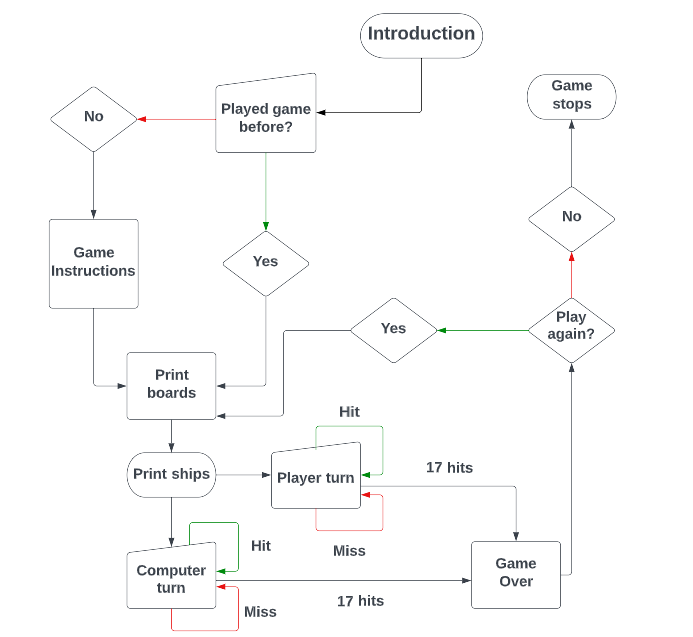 Introduction
Game
stops
Played game
before?
No
No
Game
Instructions
Yes
Play
again?
Yes
Print
boards
Hit
Print ships
Player turn
17 hits
Miss
Hit
Computer
turn
Game
Over
17 hits
Miss